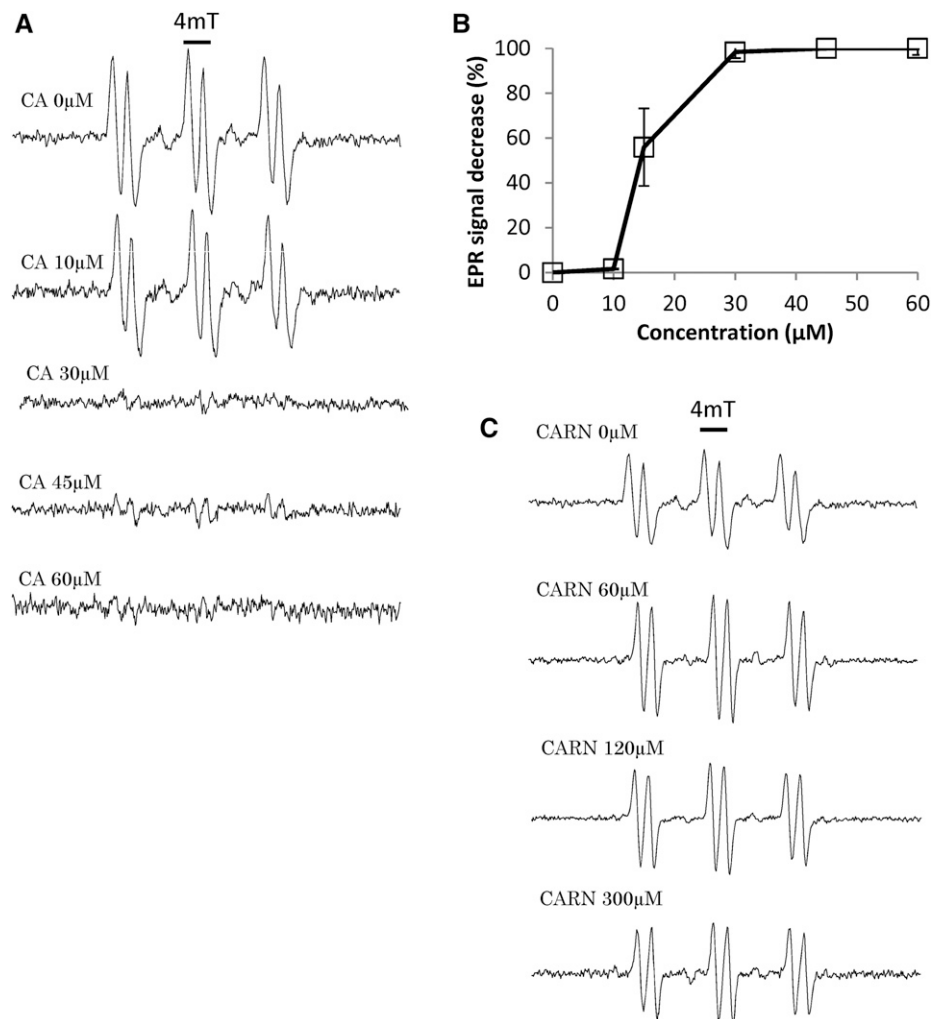 A
4mT
CA 0µM
CA 10µM
CA 30µM
CA 45µM
CA 60µM
B
EPR signal decrease (%)
100
80
60
40
20
0
0 10 20 30 40 50 60
Concentration (µM)
C
4mT
CARN 0µM
CARN 60µM
CARN 120µM
CARN 300µM